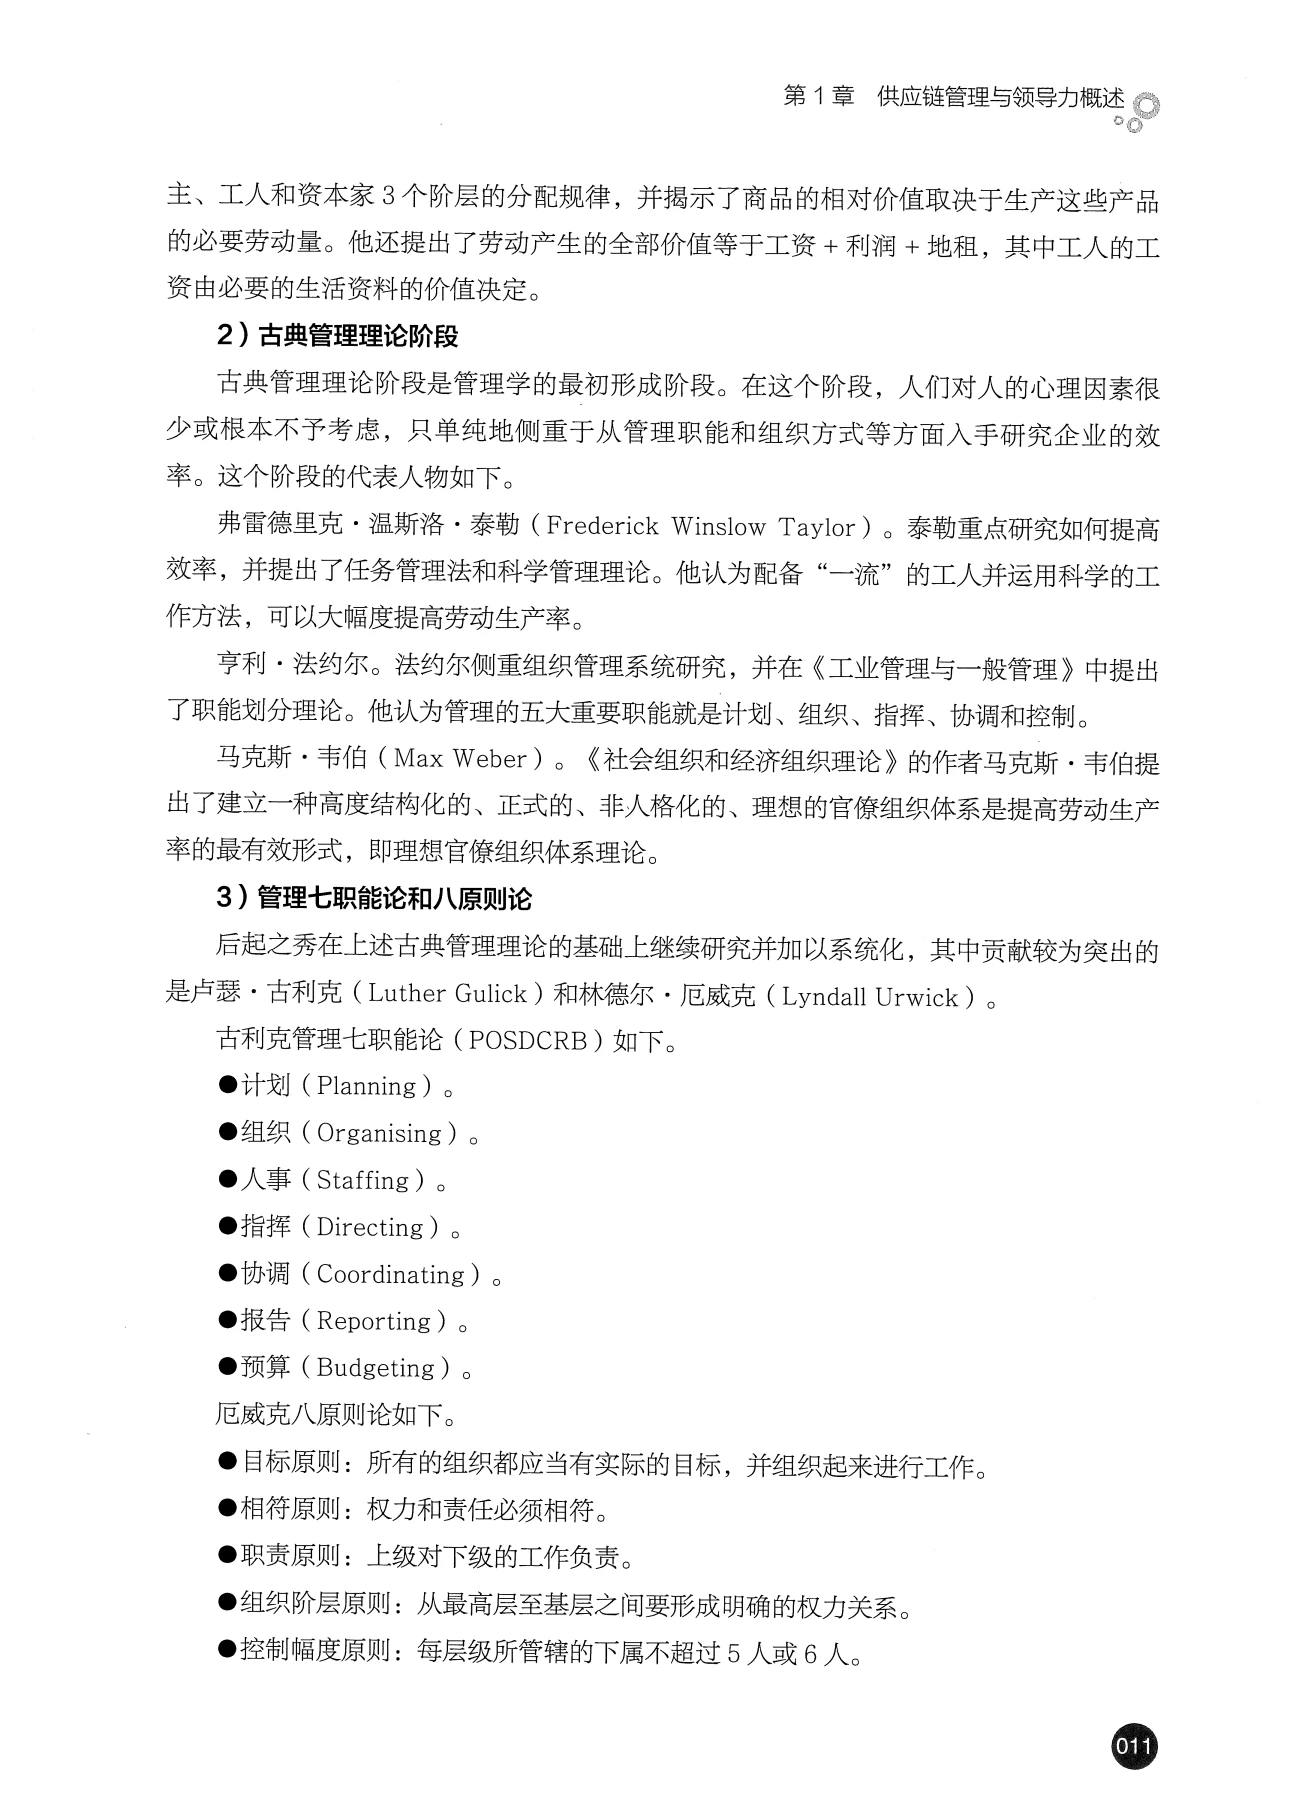 第 1 章　供应链管理与领导力概述
主、工人和资本家 3 个阶层的分配规律，并揭示了商品的相对价值取决于生产这些产品
的必要劳动量。他还提出了劳动产生的全部价值等于工资 + 利润 + 地租，其中工人的工
资由必要的生活资料的价值决定。
2）古典管理理论阶段
古典管理理论阶段是管理学的最初形成阶段。在这个阶段，人们对人的心理因素很
少或根本不予考虑，只单纯地侧重于从管理职能和组织方式等方面入手研究企业的效
率。这个阶段的代表人物如下。
弗雷德里克·温斯洛·泰勒（Frederick Winslow Taylor）。泰勒重点研究如何提高
效率，并提出了任务管理法和科学管理理论。他认为配备“一流”的工人并运用科学的工
作方法，可以大幅度提高劳动生产率。
亨利·法约尔。法约尔侧重组织管理系统研究，并在《工业管理与一般管理》中提出
了职能划分理论。他认为管理的五大重要职能就是计划、组织、指挥、协调和控制。
马克斯·韦伯（Max Weber）。《社会组织和经济组织理论》的作者马克斯·韦伯提
出了建立一种高度结构化的、正式的、非人格化的、理想的官僚组织体系是提高劳动生产
率的最有效形式，即理想官僚组织体系理论。
3）管理七职能论和八原则论
后起之秀在上述古典管理理论的基础上继续研究并加以系统化，其中贡献较为突出的
是卢瑟·古利克（Luther Gulick）和林德尔·厄威克（Lyndall Urwick）。
古利克管理七职能论（POSDCRB）如下。
●计划（Planning）。
●组织（Organising）。
●人事（Staffing）。
●指挥（Directing）。
●协调（Coordinating）。
●报告（Reporting）。
●预算（Budgeting）。
厄威克八原则论如下。
●目标原则：所有的组织都应当有实际的目标，并组织起来进行工作。
●相符原则：权力和责任必须相符。
●职责原则：上级对下级的工作负责。
●组织阶层原则：从最高层至基层之间要形成明确的权力关系。
●控制幅度原则：每层级所管辖的下属不超过 5 人或 6 人。
011